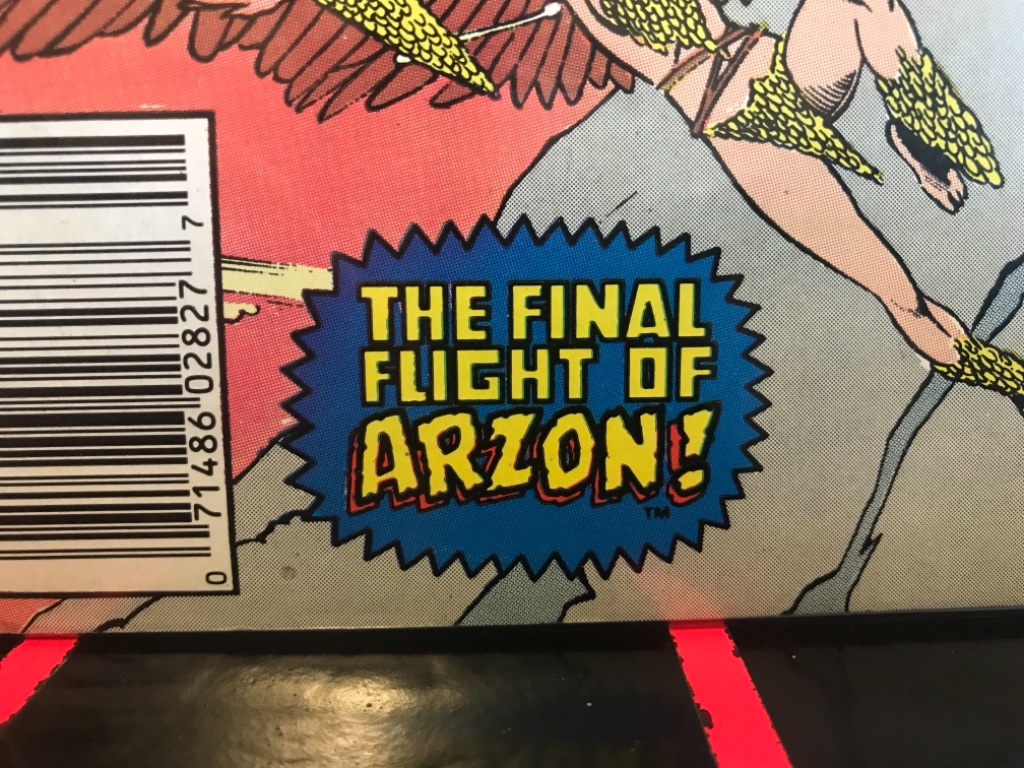 THE FINAL
FLIGHT OF
ARZON!
TM
0 71486 02827 7